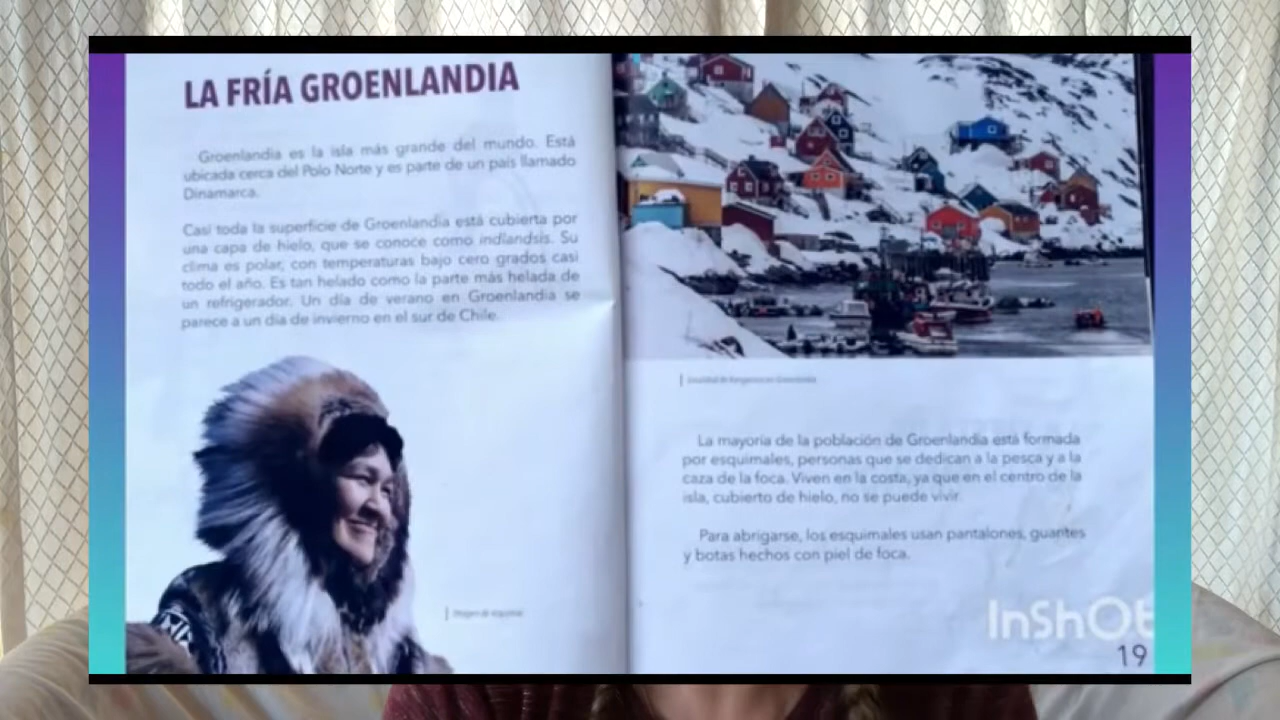 LA FRÍA GROENLANDIA
Groenlandia es la isla más grande del mundo. Está
ubicada cerca del Polo Norte y es parte de un país llamado
Dinamarca.
Casi toda la superficie de Groenlandia está cubierta por
una capa de hielo, que se conoce como indlandsis. Su
clima es polar, con temperaturas bajo cero grados casi
todo el año. Es tan helado como la parte más helada de
un refrigerador. Un día de verano en Groenlandia se
parece a un día de invierno en el sur de Chile.
Imagen de esquimal
en Groenlandia
La mayoría de la población de Groenlandia está formada
por esquimales, personas que se dedican a la pesca y a la
caza de la foca. Viven en la costa, ya que en el centro de la
isla, cubierto de hielo, no se puede vivir.
Para abrigarse, los esquimales usan pantalones, guantes
y botas hechos con piel de foca.
InShOt
19